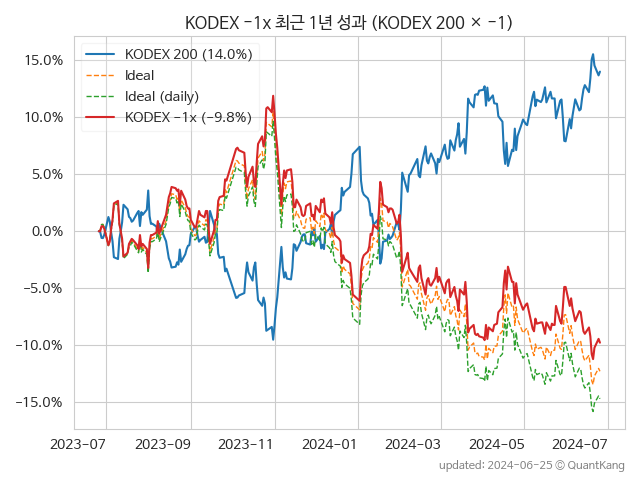 KODEX −1x 최근 1년 성과 (KODEX 200 × −1)
KODEX 200 (14.0%)
Ideal
Ideal (daily)
KODEX −1x (−9.8%)
15.0%
10.0%
5.0%
0.0%
−5.0%
−10.0%
−15.0%
2023−07
2023−09
2023−11
2024−01
2024−03
2024−05
2024−07
updated: 2024−06−25 ⓒ QuantKang